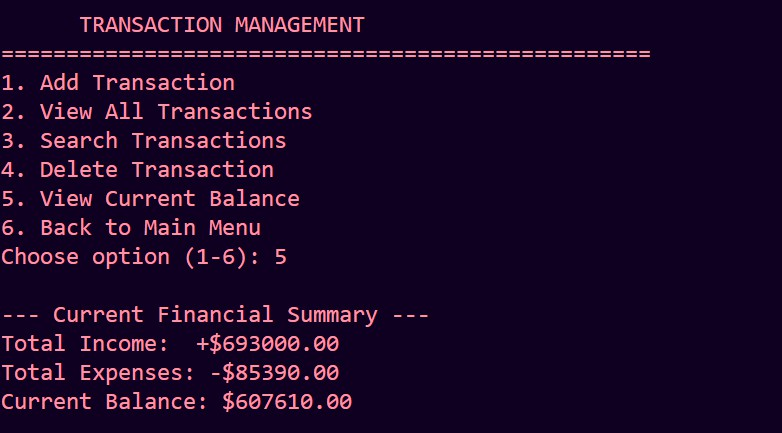 TRANSACTION MANAGEMENT
==================================================
1. Add Transaction
2. View All Transactions
3. Search Transactions
4. Delete Transaction
5. View Current Balance
6. Back to Main Menu
Choose option (1-6): 5
--- Current Financial Summary ---
Total Income:  +$693000.00
Total Expenses: -$85390.00
Current Balance: $607610.00